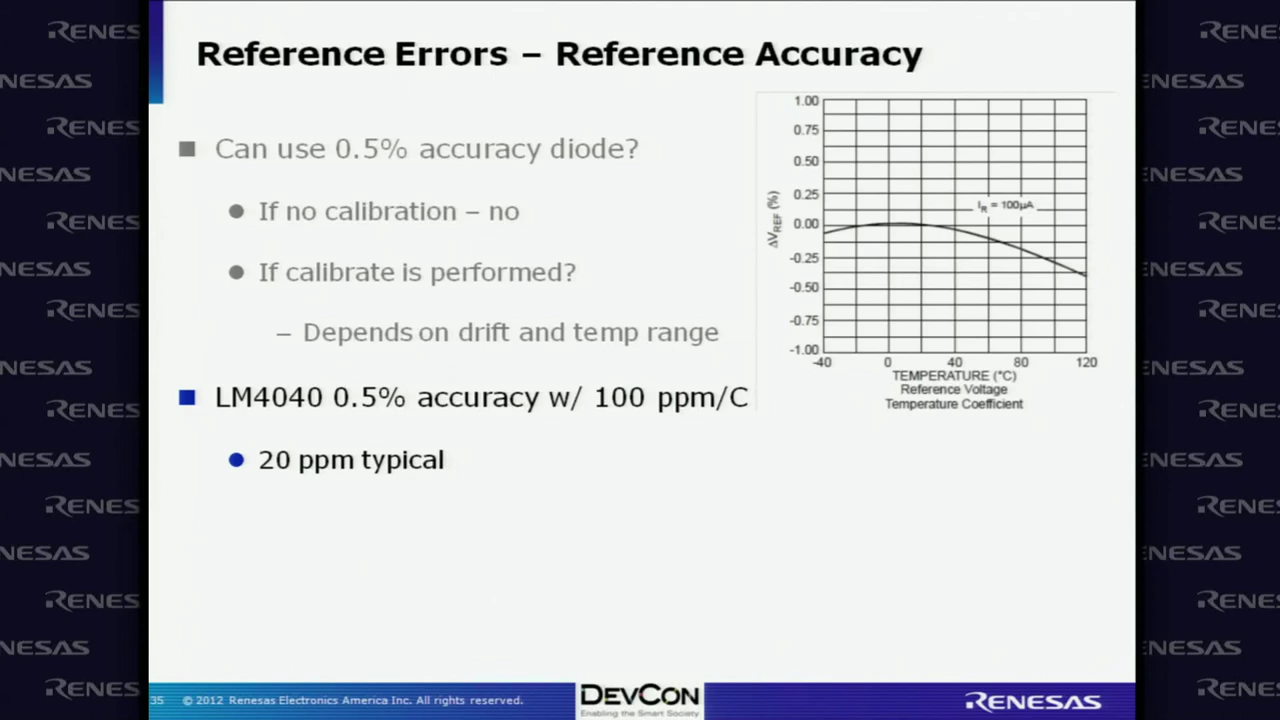 Reference Errors – Reference Accuracy
Can use 0.5% accuracy diode?
If no calibration – no
If calibrate is performed?
– Depends on drift and temp range
LM4040 0.5% accuracy w/ 100 ppm/C
20 ppm typical
1.00
0.75
0.50
0.25
0.00
-0.25
-0.50
-0.75
-1.00
ΔVREF (%)
IR = 100µA
-40 0 40 80 120
TEMPERATURE (°C)
Reference Voltage
Temperature Coefficient
35 © 2012 Renesas Electronics America Inc. All rights reserved.
DEVCON
Enabling the Smart Society
RENESAS